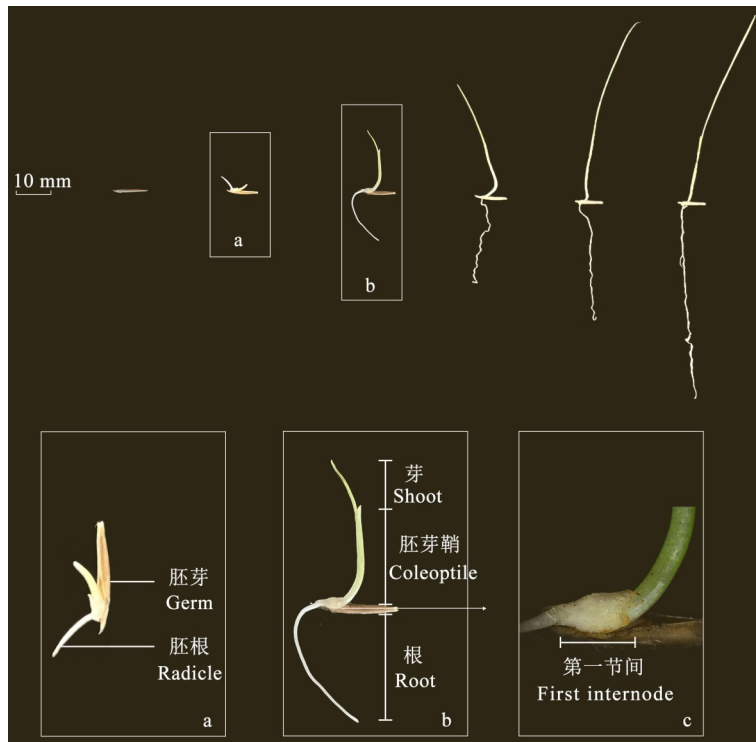 10 mm
a
b
胚芽
Germ
胚根
Radicle
a
芽
Shoot
胚芽鞘
Coleoptile
根
Root
b
第一节间
First internode
c